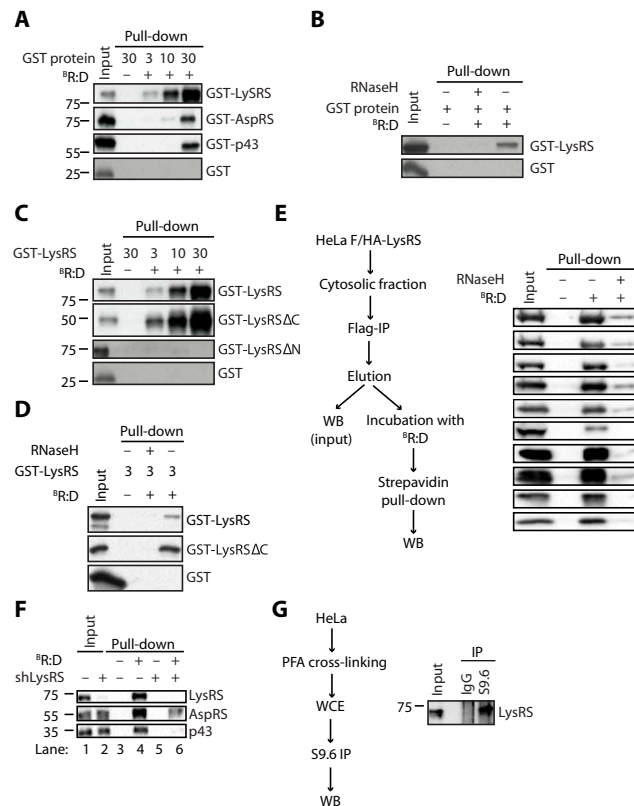 A
Pull-down
GST protein 30 3 10 30
Input
ᴮR:D – + + +
75 GST-LySRS
75 GST-AspRS
55 GST-p43
25 GST
B
Pull-down
RNaseH – + –
Input
GST protein + + +
ᴮR:D – + +
GST-LysRS
GST
C
Pull-down
GST-LysRS 30 3 10 30
Input
ᴮR:D – + + +
75 GST-LysRS
50 GST-LysRSΔC
75 GST-LysRSΔN
25 GST
D
Pull-down
RNaseH – + –
GST-LysRS 3 3 3
Input
ᴮR:D – + +
GST-LysRS
GST-LysRSΔC
GST
E
HeLa F/HA-LysRS
Cytosolic fraction
Flag-IP
Elution
WB
(input)
Incubation with
ᴮR:D
Strepavidin
pull-down
WB
Pull-down
RNaseH – – +
Input
ᴮR:D – + +
F
Input
Pull-down
ᴮR:D – + – +
shLysRS – + – – + +
75 LysRS
55 AspRS
35 p43
Lane: 1 2 3 4 5 6
G
HeLa
PFA cross-linking
WCE
S9.6 IP
WB
IP
Input
IgG
S9.6
75 LysRS